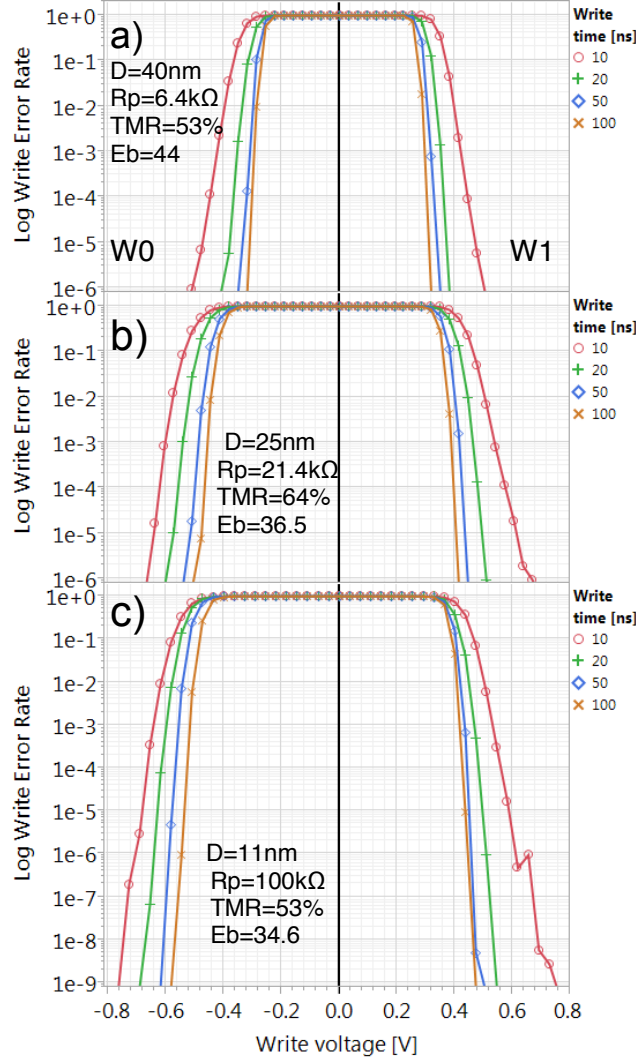 a)
D=40nm
Rp=6.4kΩ
TMR=53%
Eb=44
W0
W1
Log Write Error Rate
1e+0
1e-1
1e-2
1e-3
1e-4
1e-5
1e-6
Write
time [ns]
10
20
50
100
b)
D=25nm
Rp=21.4kΩ
TMR=64%
Eb=36.5
Log Write Error Rate
1e+0
1e-1
1e-2
1e-3
1e-4
1e-5
1e-6
Write
time [ns]
10
20
50
100
c)
D=11nm
Rp=100kΩ
TMR=53%
Eb=34.6
Log Write Error Rate
1e+0
1e-1
1e-2
1e-3
1e-4
1e-5
1e-6
1e-7
1e-8
1e-9
Write
time [ns]
10
20
50
100
-0.8 -0.6 -0.4 -0.2 0.0 0.2 0.4 0.6 0.8
Write voltage [V]